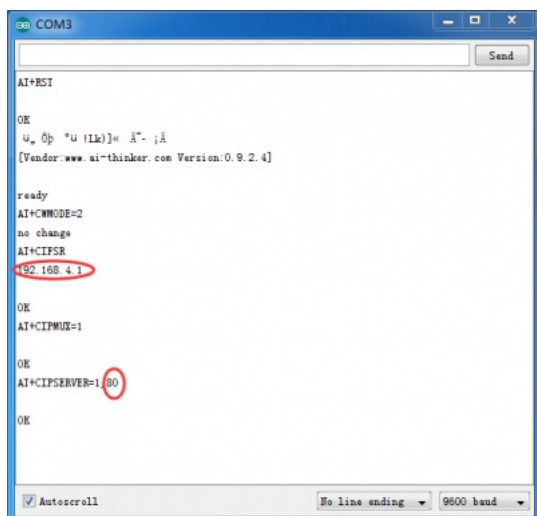 COM3
Send
AT+RST
OK
[Vendor:www.ai-thinker.com Version:0.9.2.4]
ready
AT+CWMODE=2
no change
AT+CIFSR
192.168.4.1
OK
AT+CIPMUX=1
OK
AT+CIPSERVER=1,80
OK
Autoscroll
No line ending
9600 baud